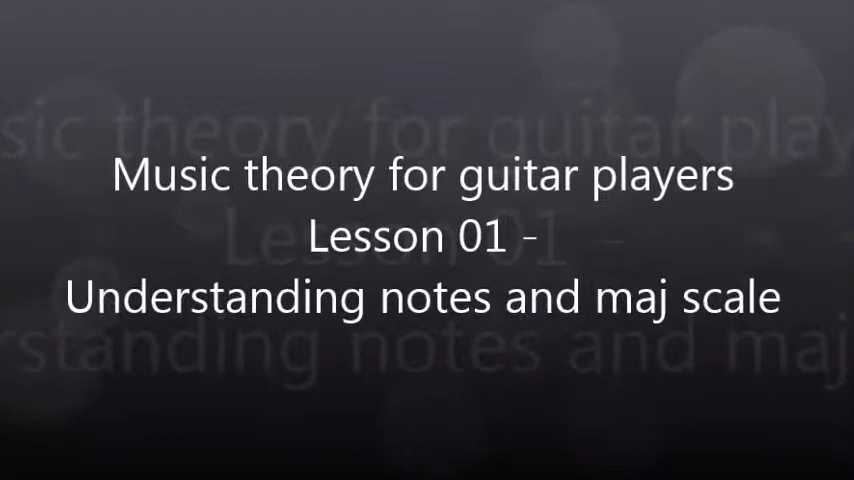 Music theory for guitar players
Lesson 01 -
Understanding notes and maj scale